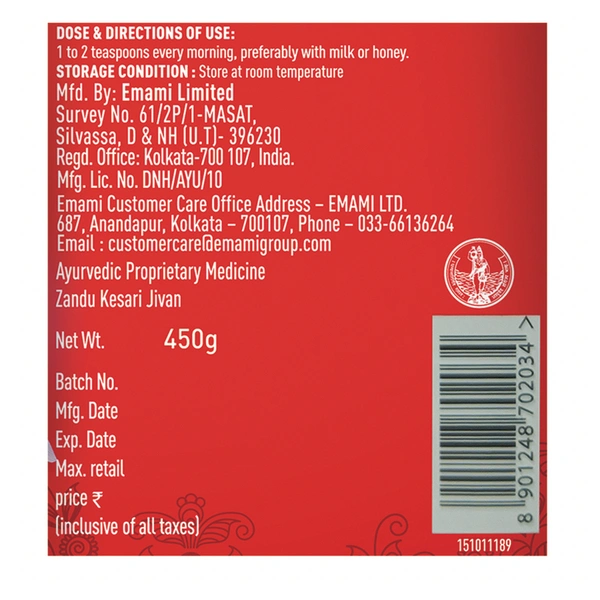 DOSE & DIRECTIONS OF USE:
1 to 2 teaspoons every morning, preferably with milk or honey.
STORAGE CONDITION : Store at room temperature
Mfd. By: Emami Limited
Survey No. 61/2P/1-MASAT,
Silvassa, D & NH (U.T)- 396230
Regd. Office: Kolkata-700 107, India.
Mfg. Lic. No. DNH/AYU/10
Emami Customer Care Office Address – EMAMI LTD.
687, Anandapur, Kolkata – 700107, Phone – 033-66136264
Email : customercare@emamigroup.com
Ayurvedic Proprietary Medicine
Zandu Kesari Jivan
Net Wt. 450g
Batch No.
Mfg. Date
Exp. Date
Max. retail
price ₹
(inclusive of all taxes)
8 901248 702034 >
151011189